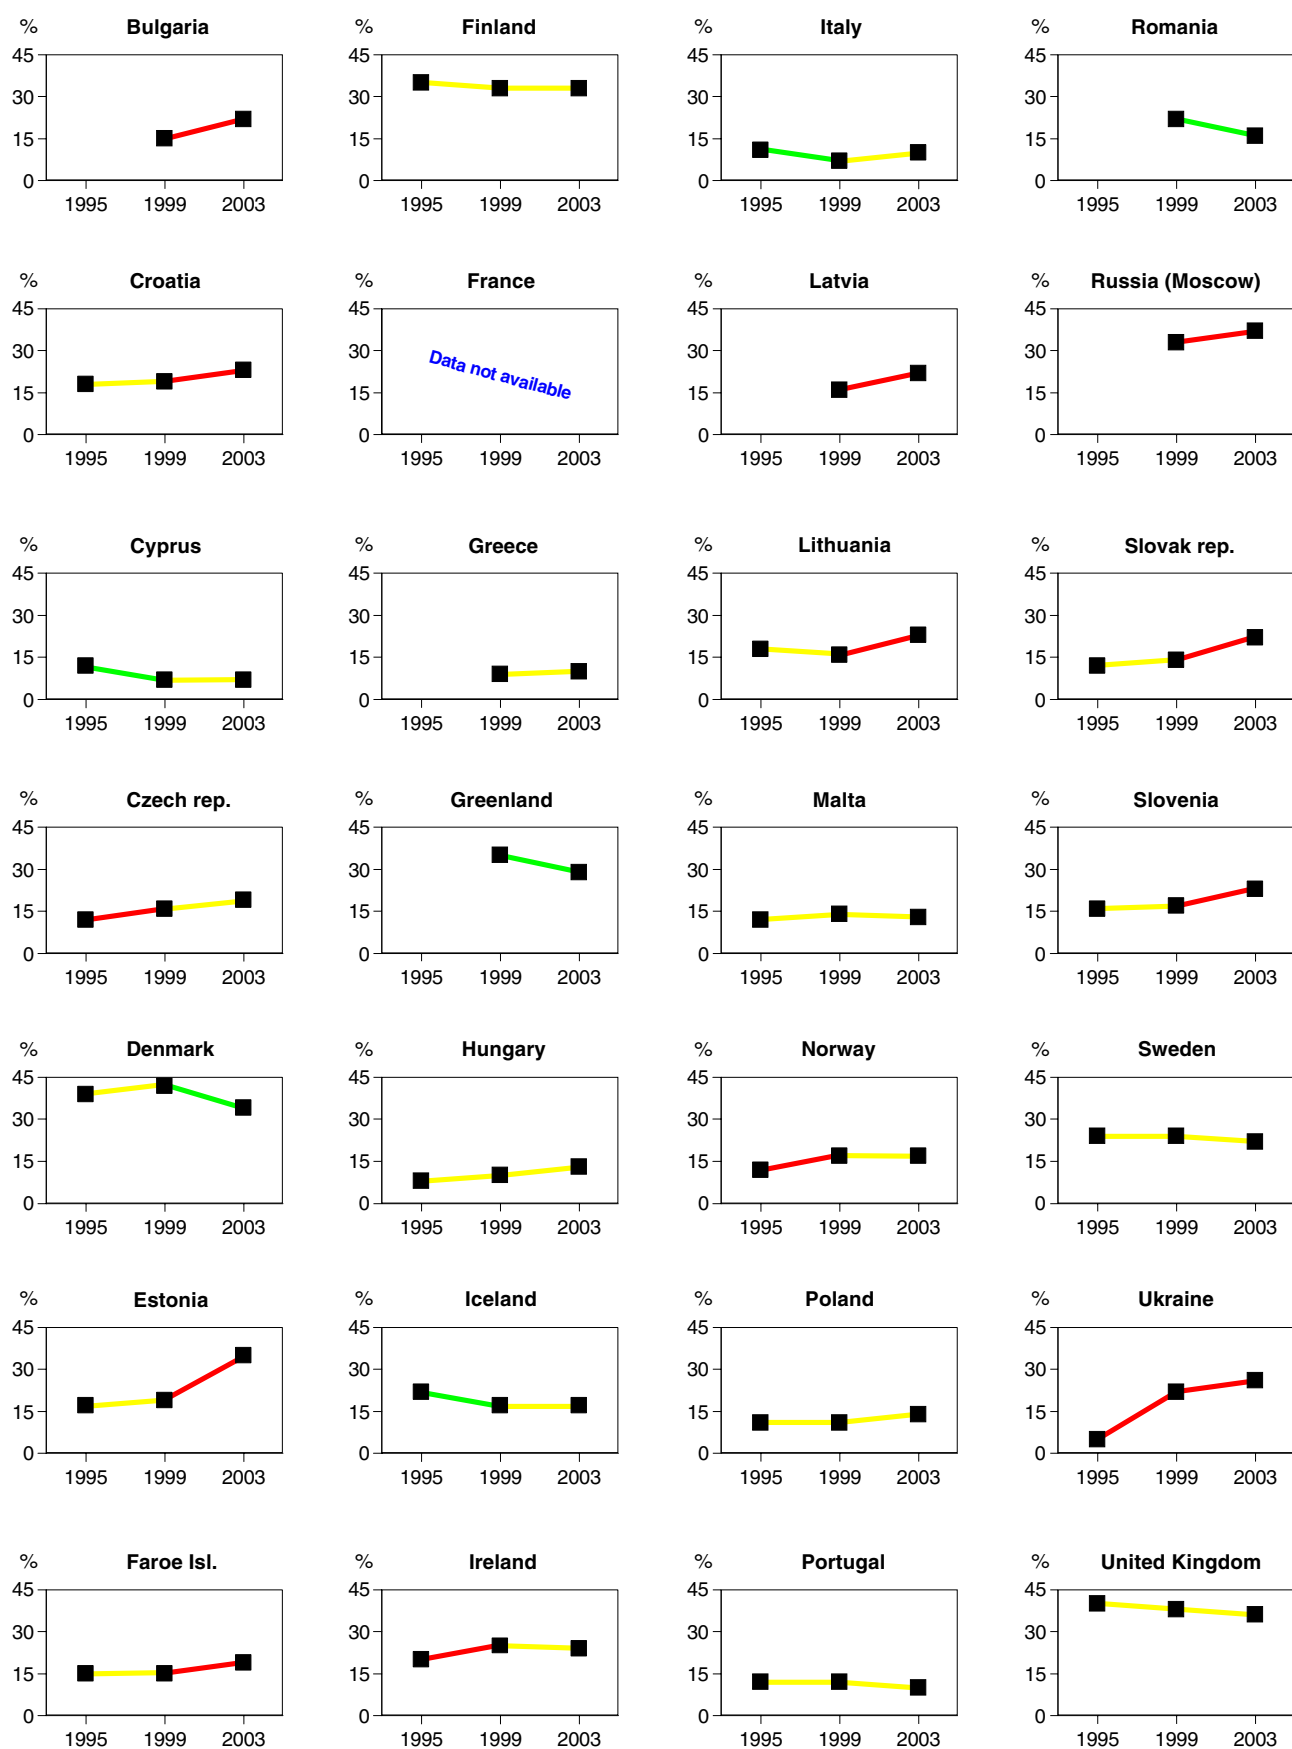 % Bulgaria % Finland % Italy % Romania
45 45 45 45
30 30 30 30
15 15 15 15
0 0 0 0
1995 1999 2003 1995 1999 2003 1995 1999 2003 1995 1999 2003
% Croatia % France % Latvia % Russia (Moscow)
45 45 45 45
30 30 30 30
Data not available
15 15 15 15
0 0 0 0
1995 1999 2003 1995 1999 2003 1995 1999 2003 1995 1999 2003
% Cyprus % Greece % Lithuania % Slovak rep.
45 45 45 45
30 30 30 30
15 15 15 15
0 0 0 0
1995 1999 2003 1995 1999 2003 1995 1999 2003 1995 1999 2003
% Czech rep. % Greenland % Malta % Slovenia
45 45 45 45
30 30 30 30
15 15 15 15
0 0 0 0
1995 1999 2003 1995 1999 2003 1995 1999 2003 1995 1999 2003
% Denmark % Hungary % Norway % Sweden
45 45 45 45
30 30 30 30
15 15 15 15
0 0 0 0
1995 1999 2003 1995 1999 2003 1995 1999 2003 1995 1999 2003
% Estonia % Iceland % Poland % Ukraine
45 45 45 45
30 30 30 30
15 15 15 15
0 0 0 0
1995 1999 2003 1995 1999 2003 1995 1999 2003 1995 1999 2003
% Faroe Isl. % Ireland % Portugal % United Kingdom
45 45 45 45
30 30 30 30
15 15 15 15
0 0 0 0
1995 1999 2003 1995 1999 2003 1995 1999 2003 1995 1999 2003